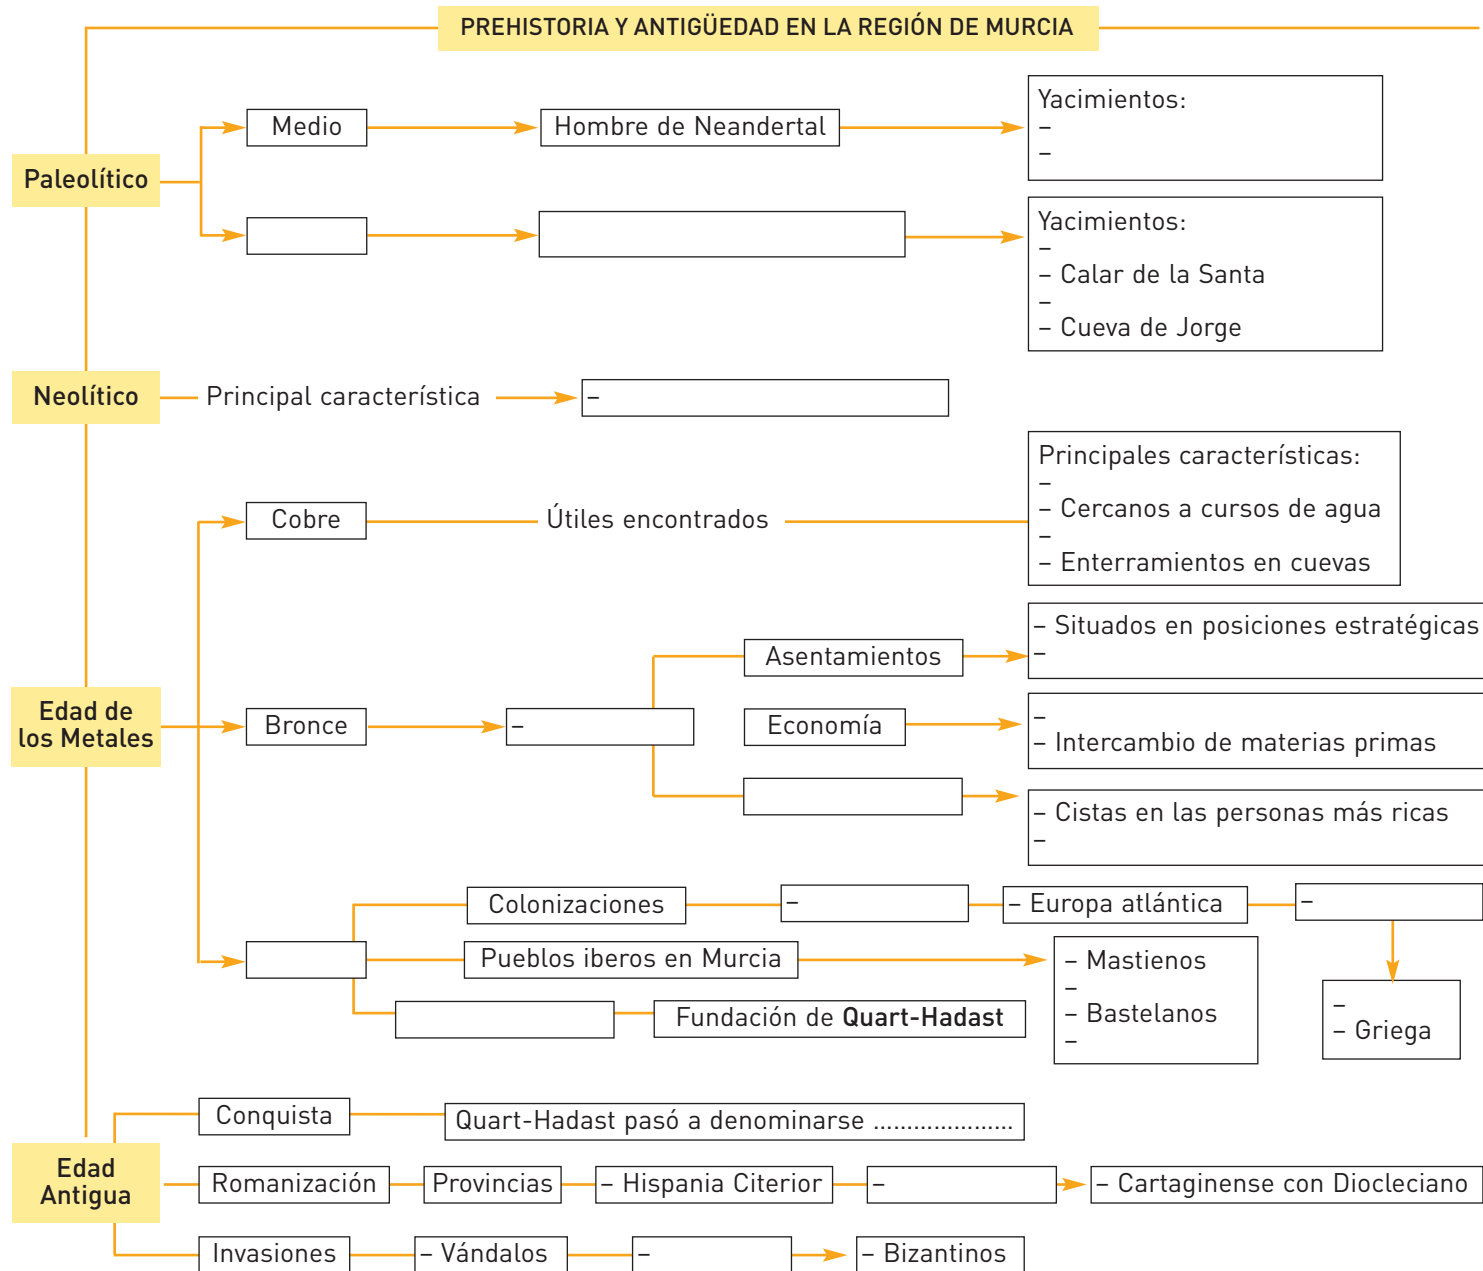 PREHISTORIA Y ANTIGÜEDAD EN LA REGIÓN DE MURCIA
Paleolítico
Medio
Hombre de Neandertal
Yacimientos:
–
–
Yacimientos:
–
– Calar de la Santa
–
– Cueva de Jorge
Neolítico
Principal característica
–
Edad de
los Metales
Cobre
Útiles encontrados
Principales características:
–
– Cercanos a cursos de agua
–
– Enterramientos en cuevas
Bronce
–
Asentamientos
– Situados en posiciones estratégicas
–
Economía
–
– Intercambio de materias primas
– Cistas en las personas más ricas
–
Colonizaciones
–
– Europa atlántica
–
–
– Griega
Pueblos iberos en Murcia
– Mastienos
–
– Bastelanos
–
Fundación de Quart-Hadast
Edad
Antigua
Conquista
Quart-Hadast pasó a denominarse ....................
Romanización
Provincias
– Hispania Citerior
–
– Cartaginense con Diocleciano
Invasiones
– Vándalos
–
– Bizantinos